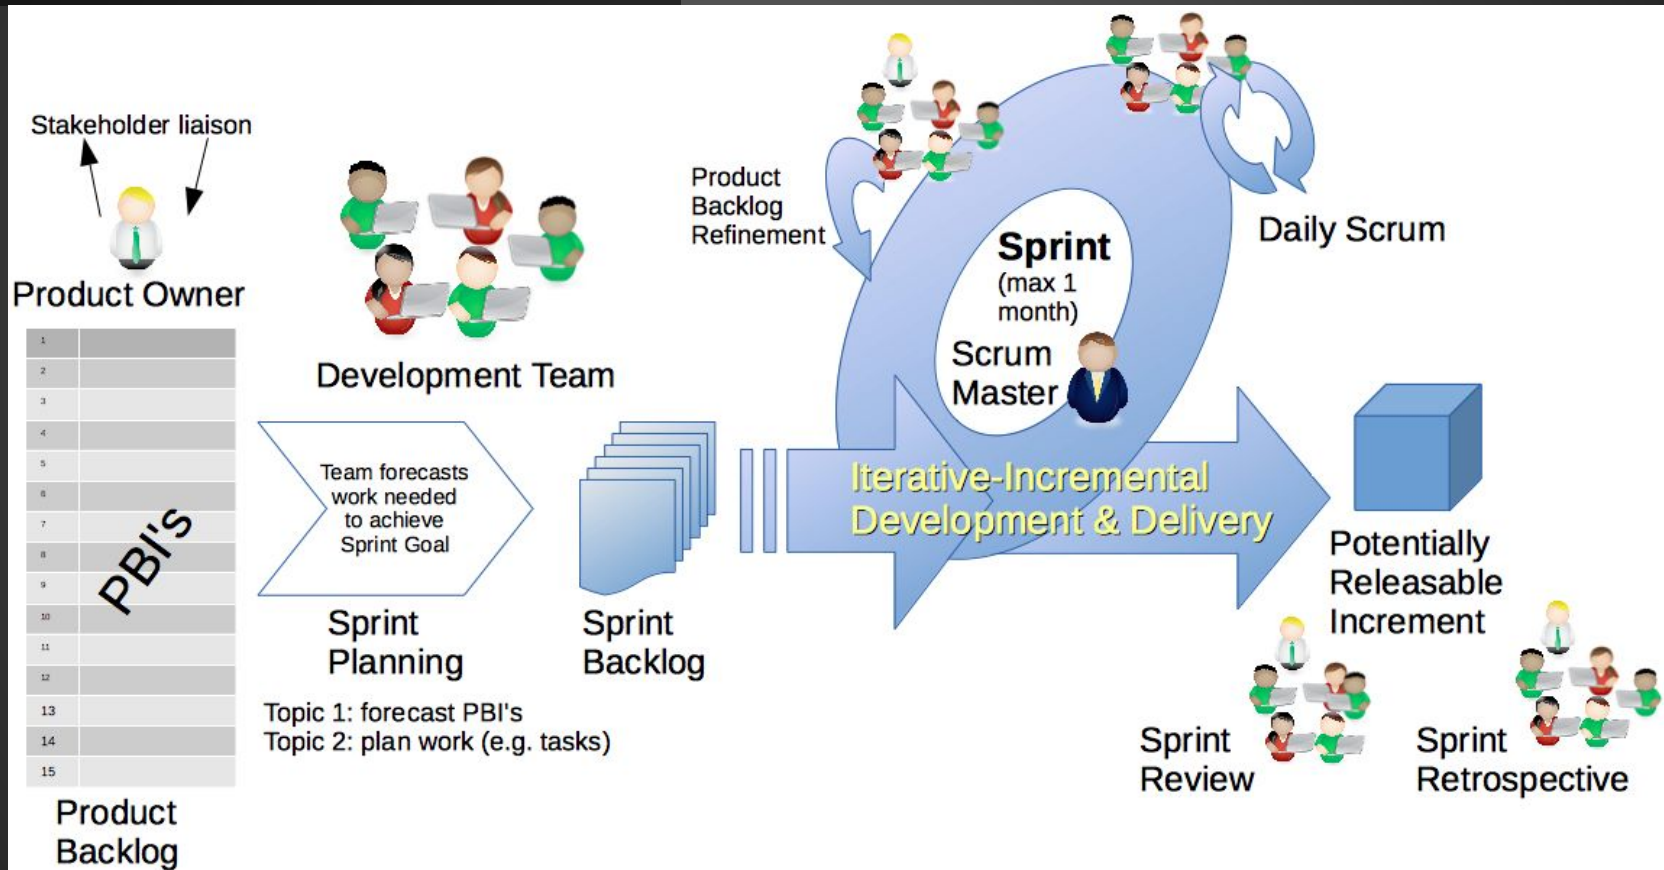 Stakeholder liaison
Product Owner
1
2
3
4
5
6
7
8
9
10
11
12
13
14
15
PBI's
Product
Backlog
Development Team
Team forecasts
work needed
to achieve
Sprint Goal
Sprint
Planning
Topic 1: forecast PBI's
Topic 2: plan work (e.g. tasks)
Sprint
Backlog
Product
Backlog
Refinement
Sprint
(max 1
month)
Scrum
Master
Daily Scrum
Iterative-Incremental
Development & Delivery
Potentially
Releasable
Increment
Sprint
Review
Sprint
Retrospective